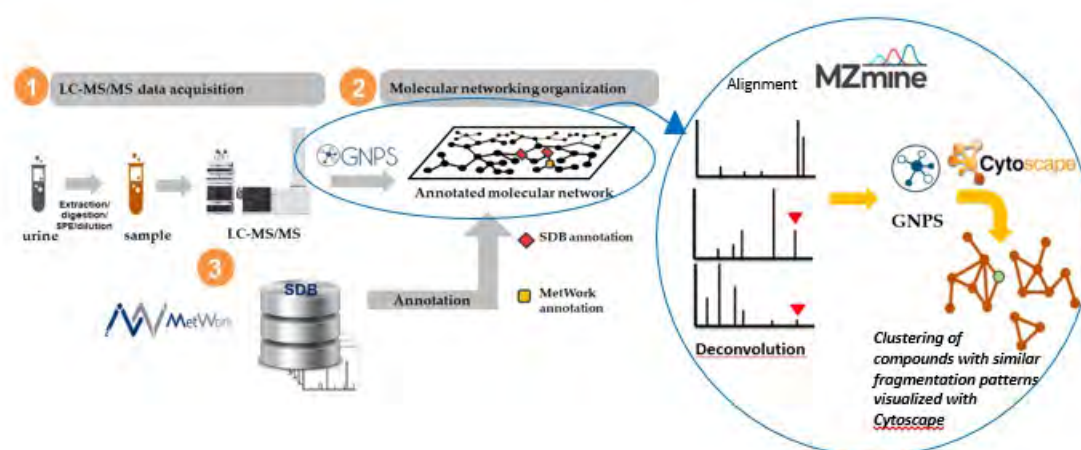 1 LC-MS/MS data acquisition
2 Molecular networking organization
Alignment
MZmine
GNPS
Annotated molecular network
Extraction/
digestion/
SPE/dilution
urine
sample
LC-MS/MS
SDB annotation
MetWork
annotation
3
MetWork
SDB
Annotation
Deconvolution
GNPS
Cytoscape
Clustering of
compounds with similar
fragmentation patterns
visualized with
Cytoscape